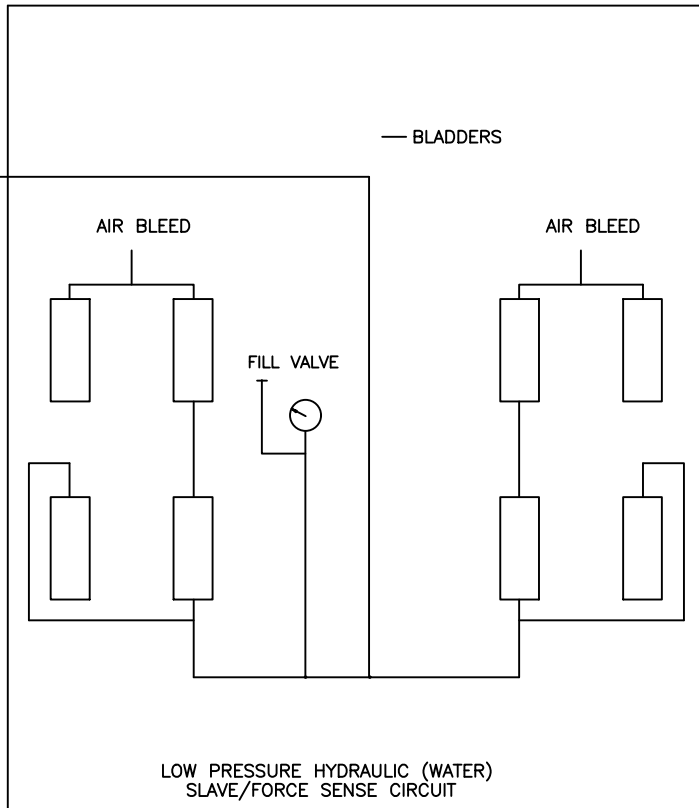 BLADDERS
AIR BLEED
AIR BLEED
FILL VALVE
LOW PRESSURE HYDRAULIC (WATER)
SLAVE/FORCE SENSE CIRCUIT